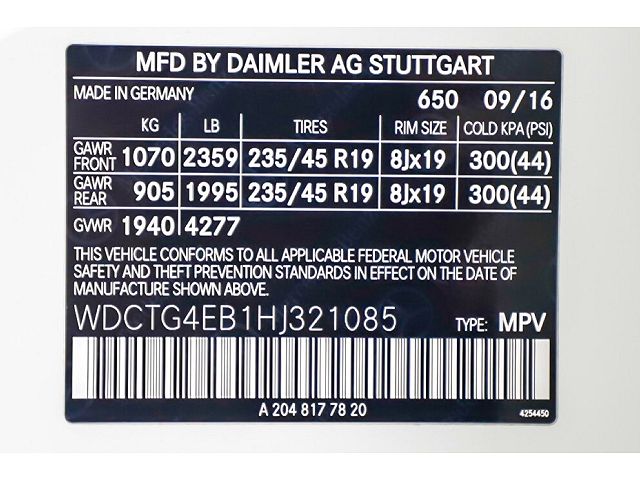 MFD BY DAIMLER AG STUTTGART
MADE IN GERMANY 650 09/16
KG LB TIRES RIM SIZE COLD KPA (PSI)
GAWR FRONT 1070 2359 235/45 R19 8Jx19 300(44)
GAWR REAR 905 1995 235/45 R19 8Jx19 300(44)
GVWR 1940 4277
THIS VEHICLE CONFORMS TO ALL APPLICABLE FEDERAL MOTOR VEHICLE
SAFETY AND THEFT PREVENTION STANDARDS IN EFFECT ON THE DATE OF
MANUFACTURE SHOWN ABOVE.
WDCTG4EB1HJ321085 TYPE: MPV
A 204 817 78 20 4254450